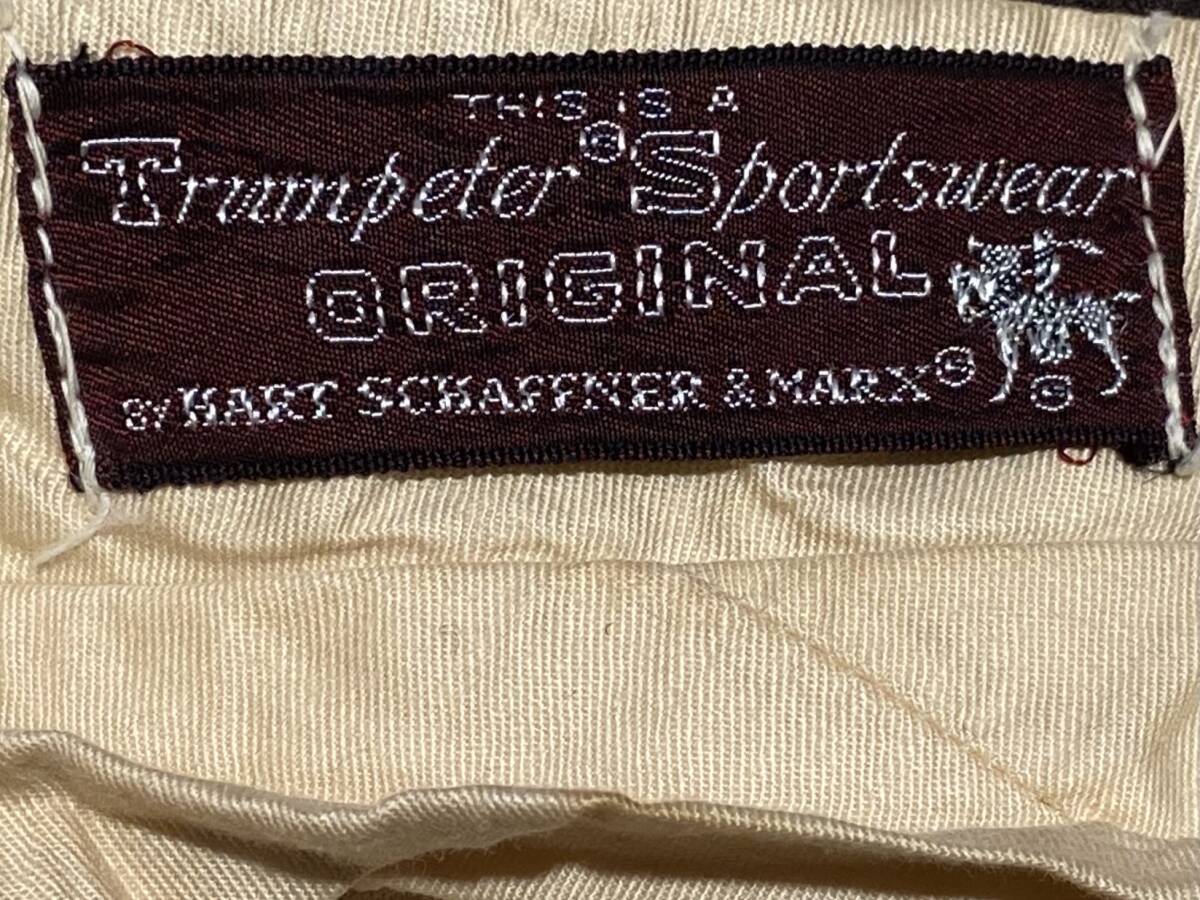 THIS IS A
Trumpeter® Sportswear
ORIGINAL
BY HART SCHAFFNER & MARX® ®